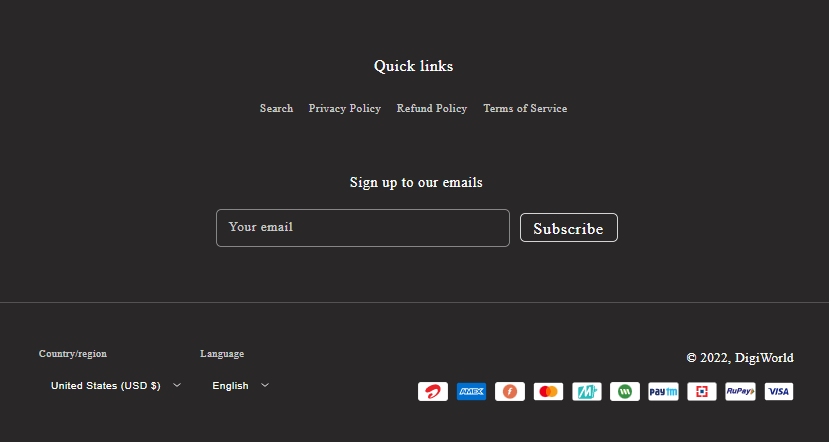 Quick links
Search Privacy Policy Refund Policy Terms of Service
Sign up to our emails
Your email
Subscribe
Country/region
United States (USD $)
Language
English
© 2022, DigiWorld
AMEX
paytm
RuPay
VISA